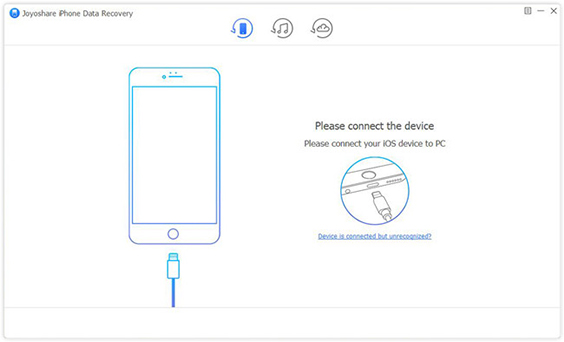 Joyoshare iPhone Data Recovery
Please connect the device
Please connect your iOS device to PC
Device is connected but unrecognized?